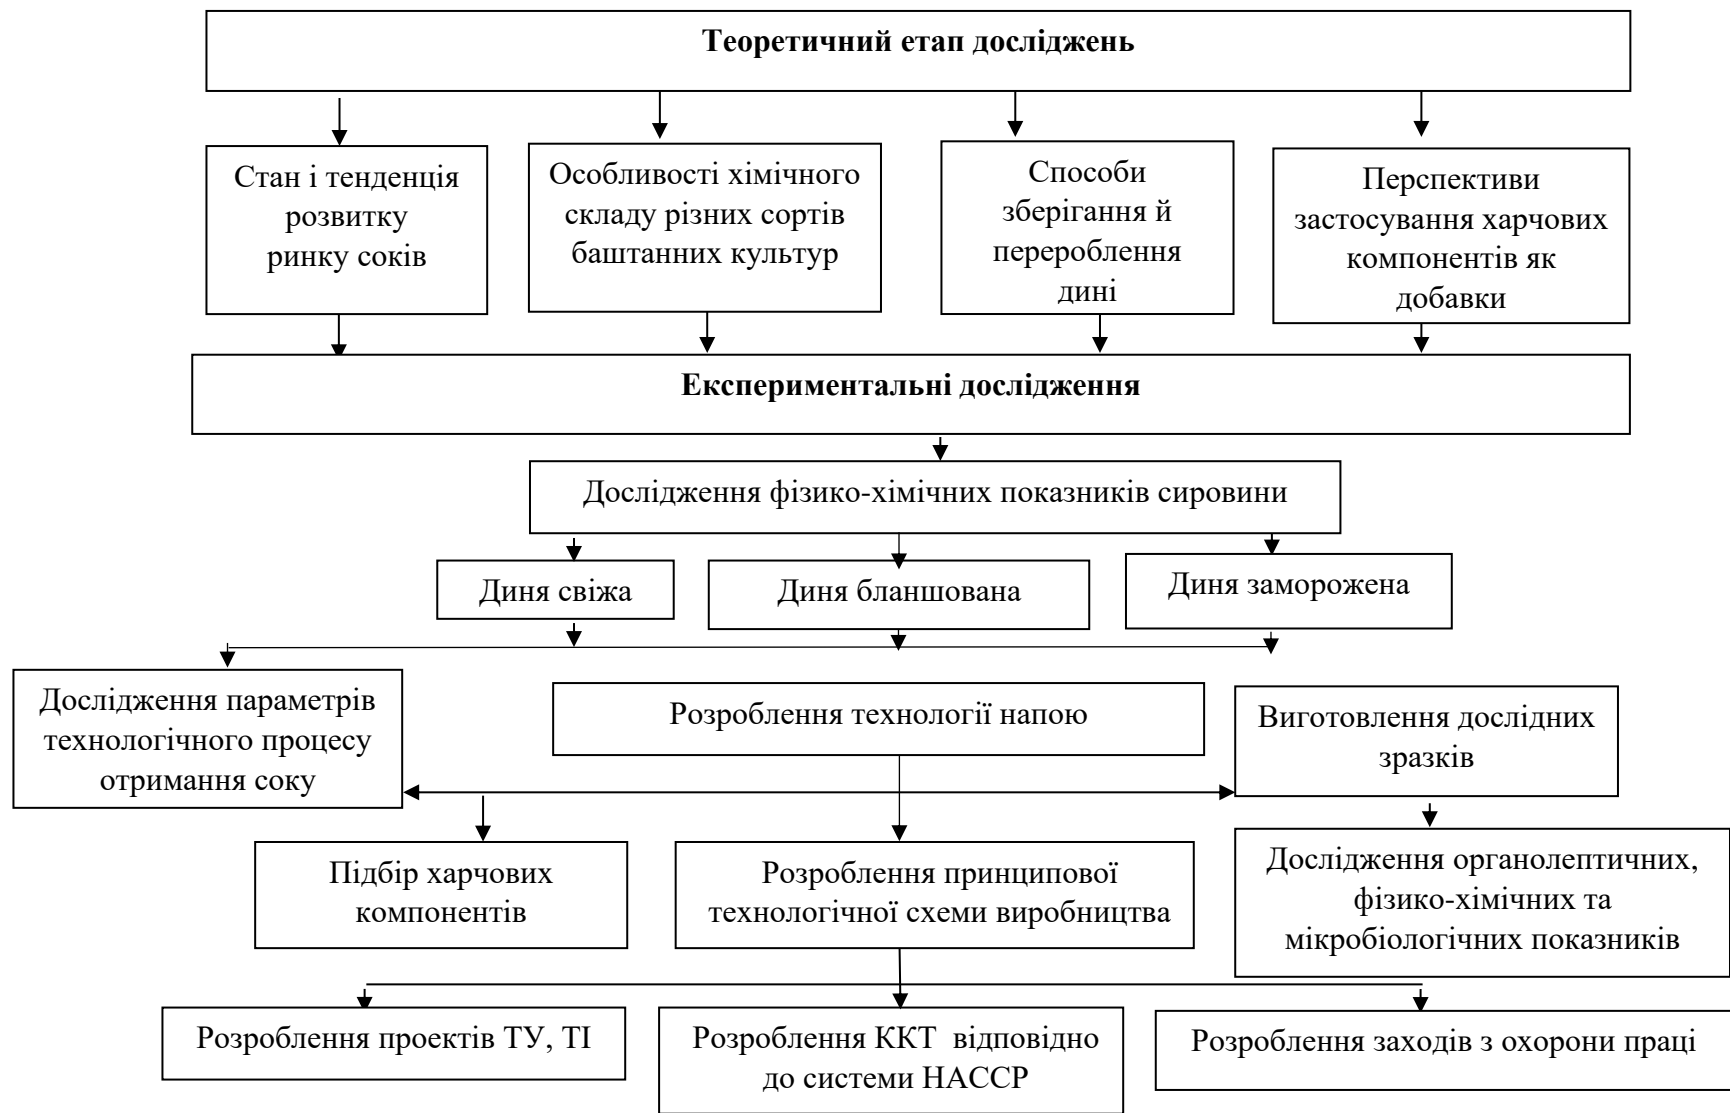 Теоретичний етап досліджень
Стан і тенденція
розвитку
ринку соків
Особливості хімічного
складу різних сортів
баштанних культур
Способи
зберігання й
перероблення
дині
Перспективи
застосування харчових
компонентів як
добавки
Експериментальні дослідження
Дослідження фізико-хімічних показників сировини
Диня свіжа
Диня бланшована
Диня заморожена
Дослідження параметрів
технологічного процесу
отримання соку
Розроблення технології напою
Виготовлення дослідних
зразків
Підбір харчових
компонентів
Розроблення принципової
технологічної схеми виробництва
Дослідження органолептичних,
фізико-хімічних та
мікробіологічних показників
Розроблення проектів ТУ, ТІ
Розроблення ККТ відповідно
до системи НАССР
Розроблення заходів з охорони праці